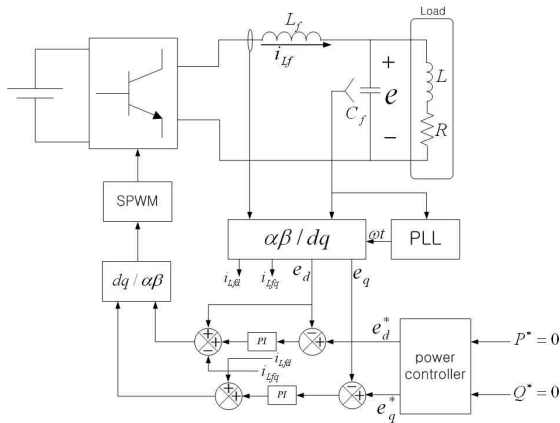 Load
L_f
i_Lf
+
e
−
C_f
L
R
SPWM
αβ / dq
ωt
PLL
dq / αβ
i_Lfd
i_Lfq
e_d
e_q
+
−
+
PI
−
+
e_d^*
power
controller
P^* = 0
i_Lfd
i_Lfq
+
+
PI
−
+
e_q^*
Q^* = 0